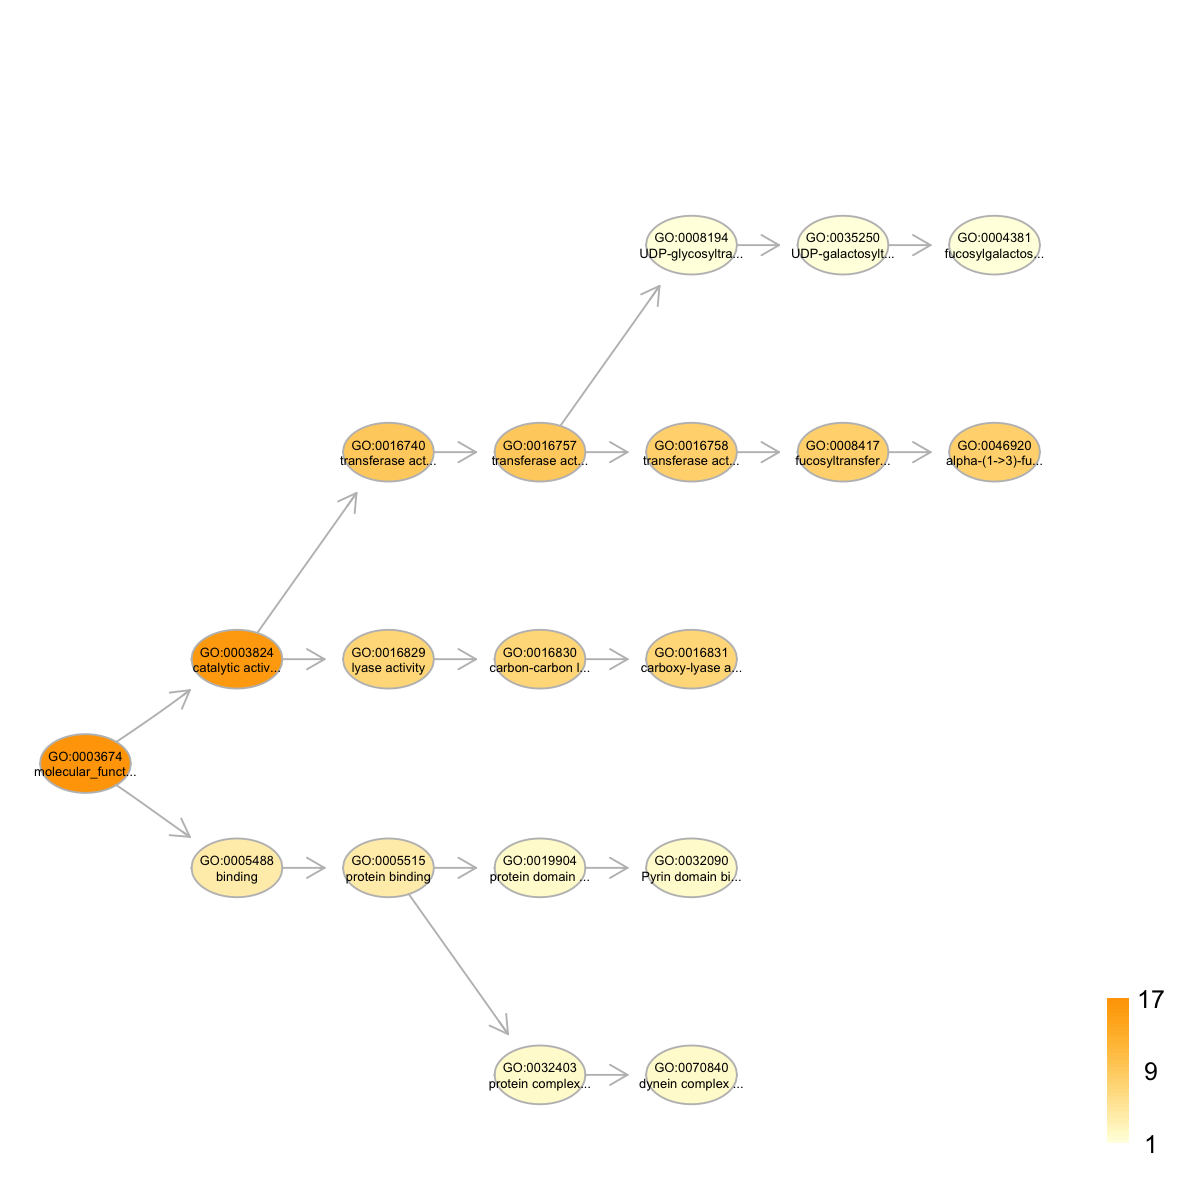 GO:0008194
UDP-glycosyltra...
GO:0035250
UDP-galactosylt...
GO:0004381
fucosylgalactos...
GO:0016740
transferase act...
GO:0016757
transferase act...
GO:0016758
transferase act...
GO:0008417
fucosyltransfer...
GO:0046920
alpha-(1->3)-fu...
GO:0003824
catalytic activ...
GO:0016829
lyase activity
GO:0016830
carbon-carbon l...
GO:0016831
carboxy-lyase a...
GO:0003674
molecular_funct...
GO:0005488
binding
GO:0005515
protein binding
GO:0019904
protein domain ...
GO:0032090
Pyrin domain bi...
GO:0032403
protein complex...
GO:0070840
dynein complex ...
17
9
1